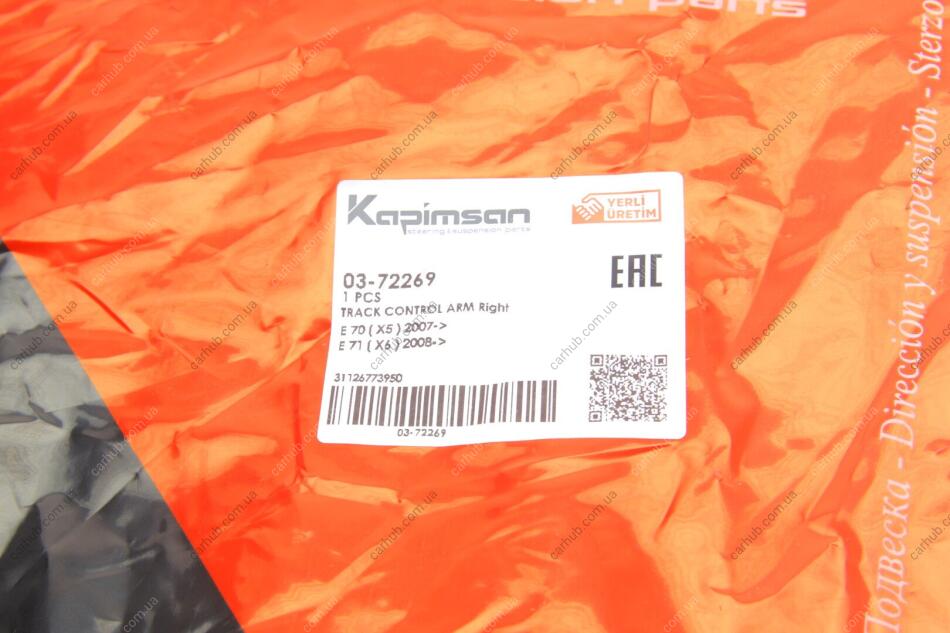 parts
Kapimsan
steering & suspension parts
YERLİ
ÜRETİM
03-72269
1 PCS
TRACK CONTROL ARM Right
E 70 ( X5 ) 2007->
E 71 ( X6 ) 2008->
EAC
31126773950
03-72269
Подвеска - Dirección y suspensión - Sterzo
carhub.com.ua